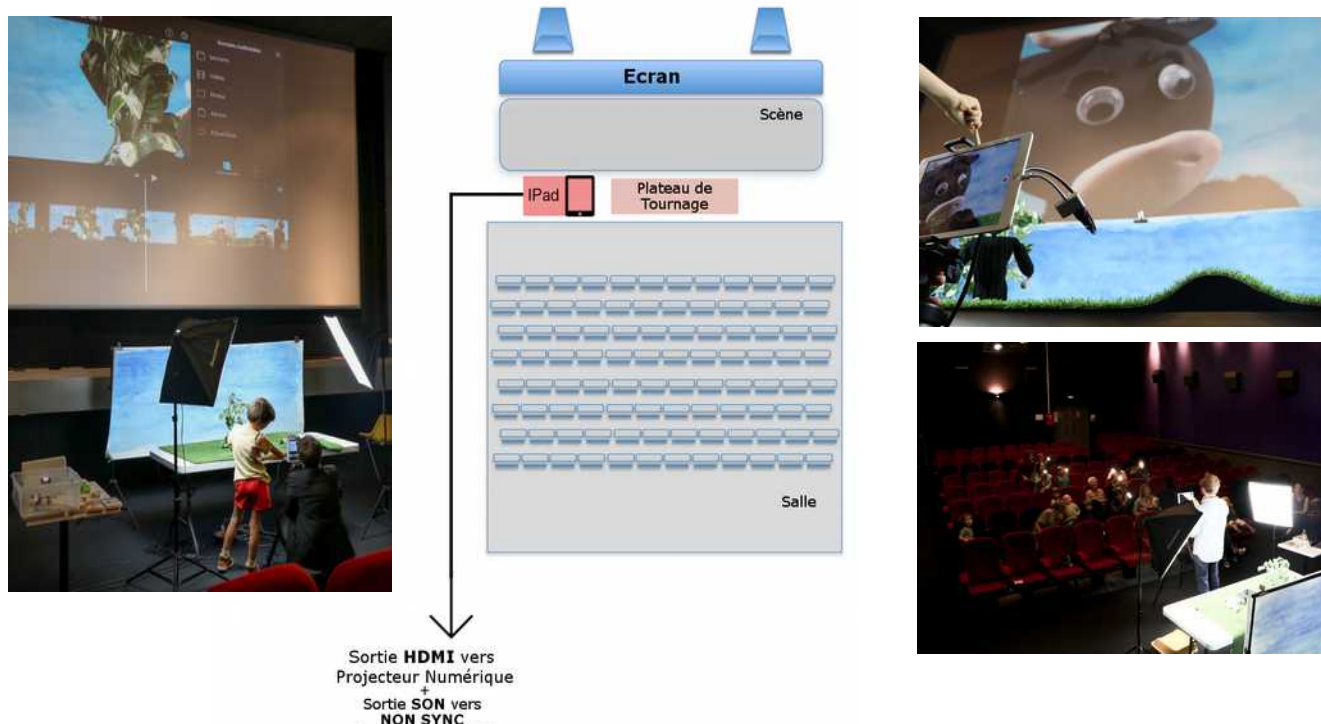 Ecran
Scène
IPad
Plateau de
Tournage
Salle
Sortie HDMI vers
Projecteur Numérique
+
Sortie SON vers
NON SYNC